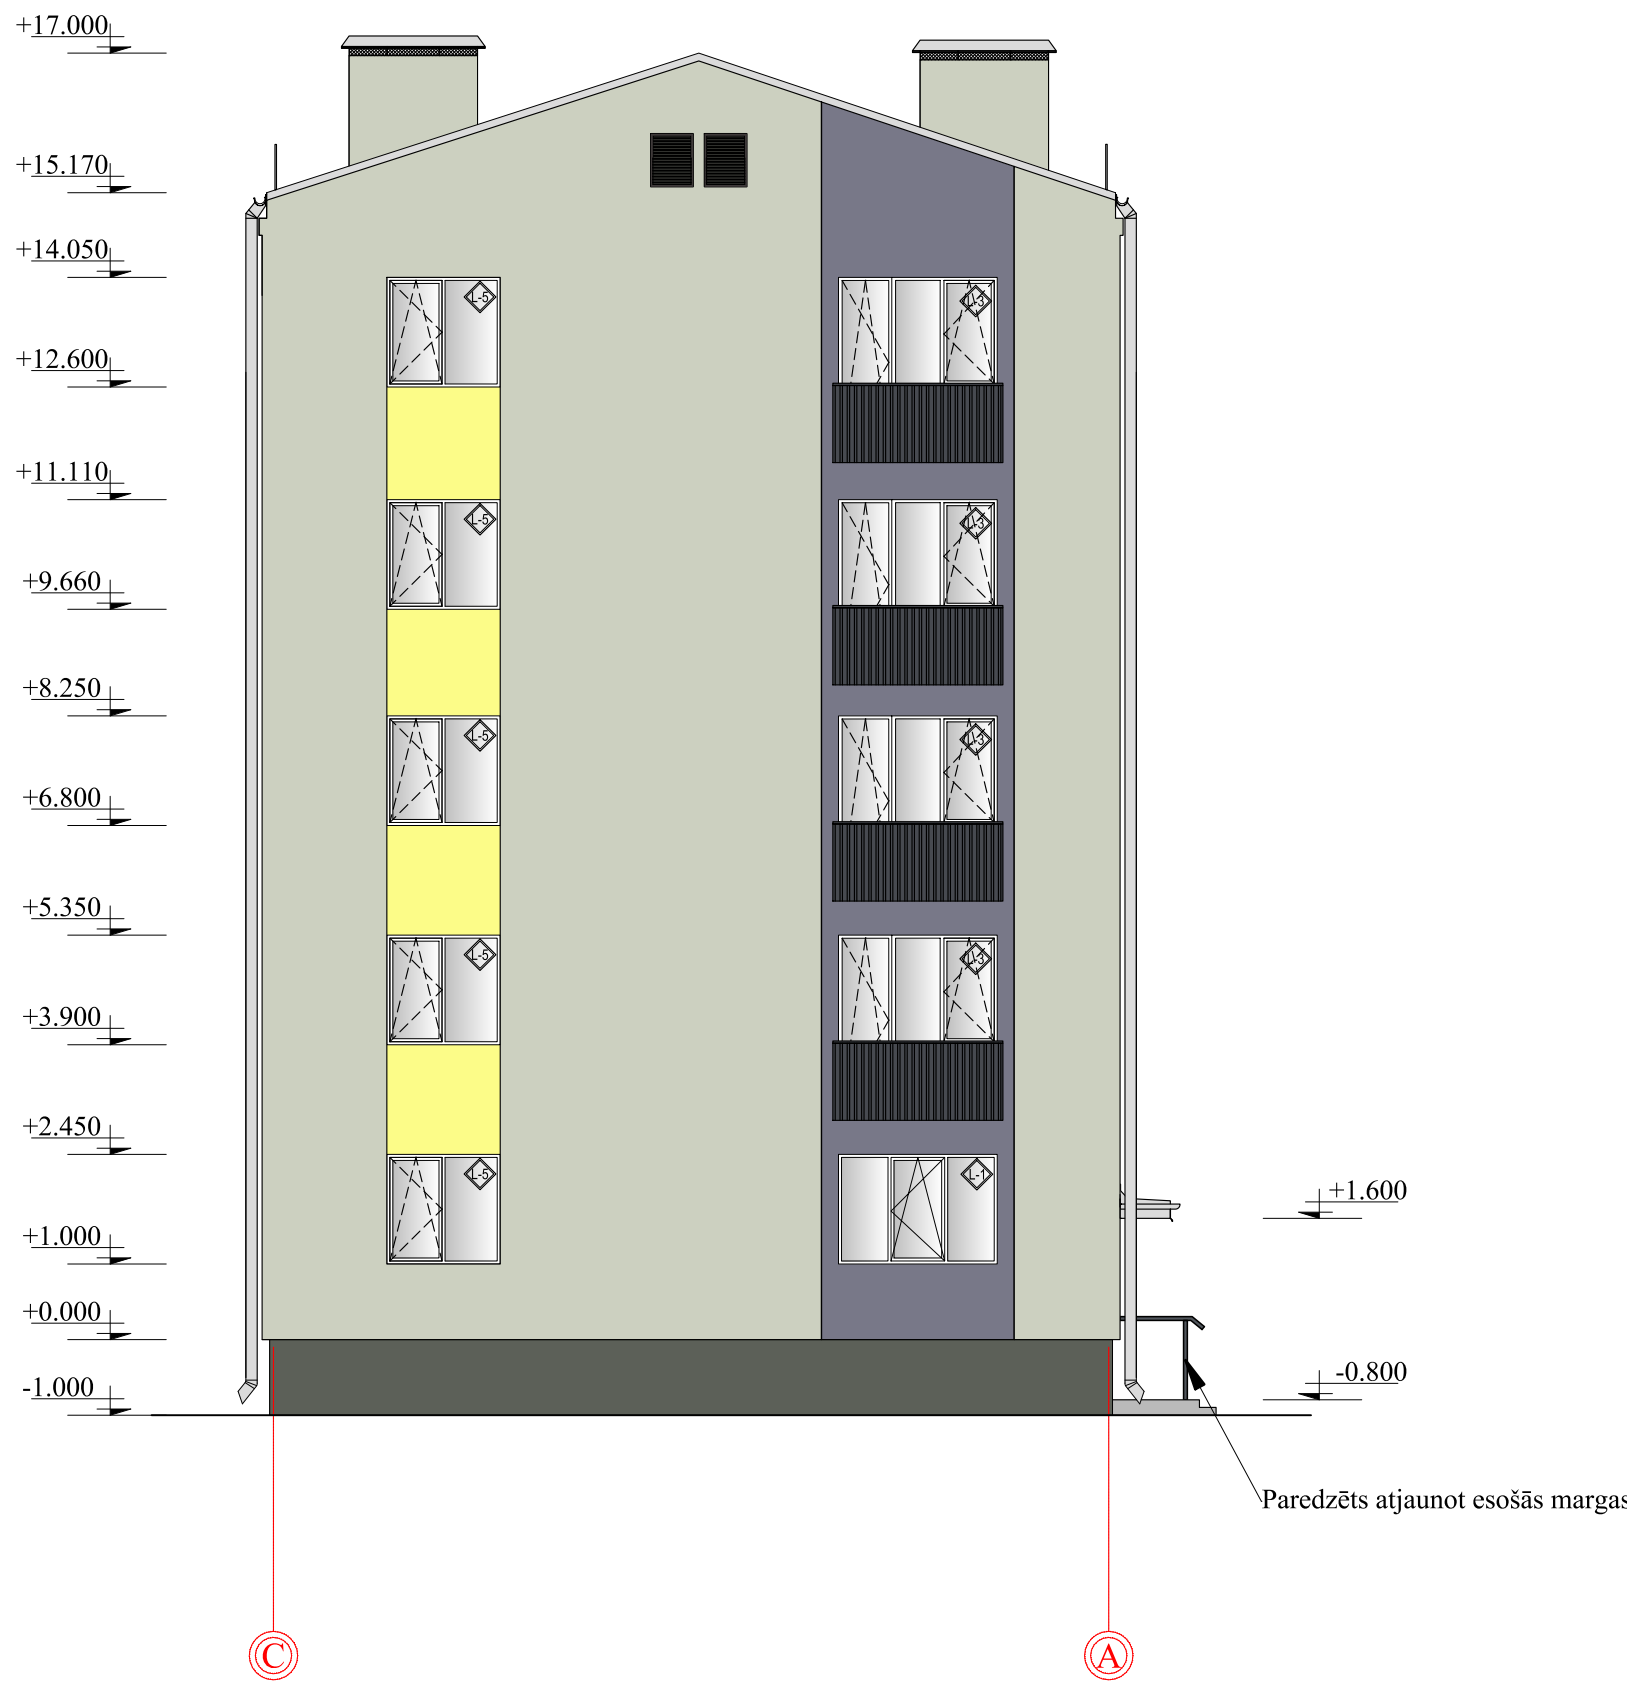 +17.000
+15.170
+14.050
L-5
L-3
+12.600
+11.110
L-5
L-3
+9.660
+8.250
L-5
L-3
+6.800
+5.350
L-5
L-3
+3.900
+2.450
L-5
L-1
+1.600
+1.000
+0.000
-1.000
-0.800
Paredzēts atjaunot esošās margas
C
A